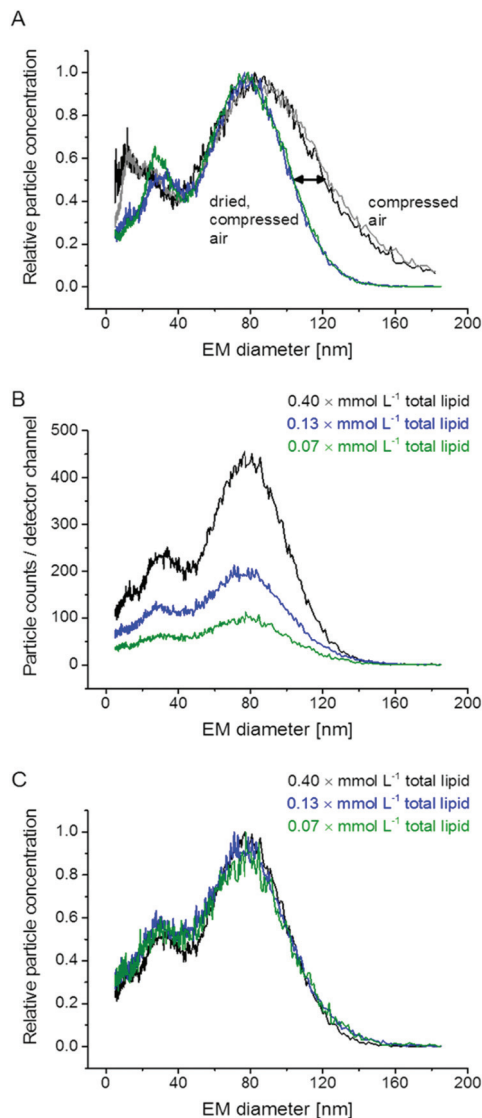 A
Relative particle concentration
1.0
0.8
0.6
0.4
0.2
0.0
dried,
compressed
air
compressed
air
0
40
80
120
160
200
EM diameter [nm]
B
0.40 × mmol L⁻¹ total lipid
0.13 × mmol L⁻¹ total lipid
0.07 × mmol L⁻¹ total lipid
Particle counts / detector channel
500
400
300
200
100
0
0
40
80
120
160
200
EM diameter [nm]
C
0.40 × mmol L⁻¹ total lipid
0.13 × mmol L⁻¹ total lipid
0.07 × mmol L⁻¹ total lipid
Relative particle concentration
1.0
0.8
0.6
0.4
0.2
0.0
0
40
80
120
160
200
EM diameter [nm]